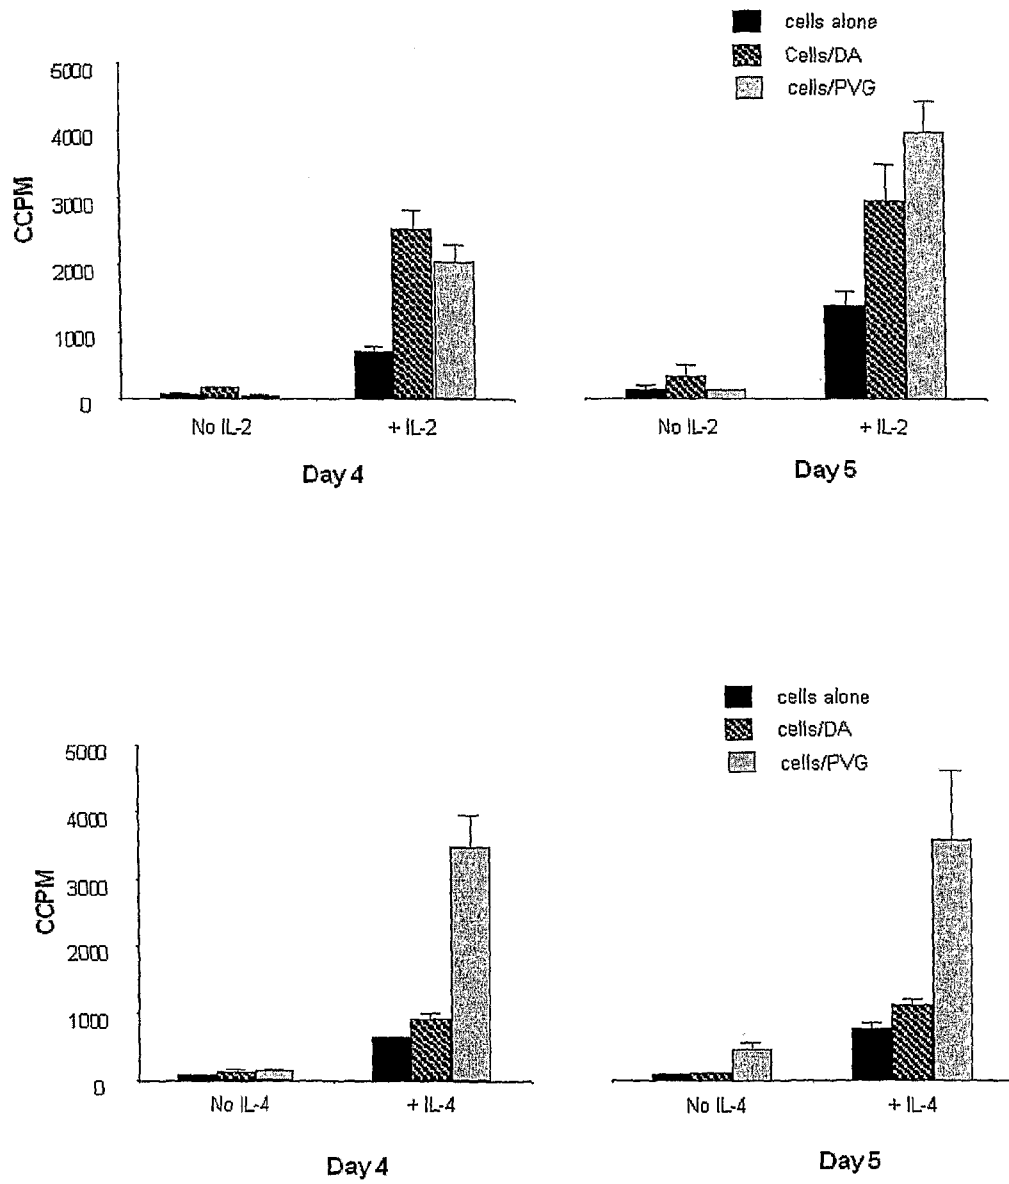 cells alone
Cells/DA
cells/PVG
5000
4000
3000
2000
1000
0
CCPM
No IL-2
+ IL-2
No IL-2
+ IL-2
Day 4
Day 5
cells alone
cells/DA
cells/PVG
5000
4000
3000
2000
1000
0
CCPM
No IL-4
+ IL-4
No IL-4
+ IL-4
Day 4
Day 5